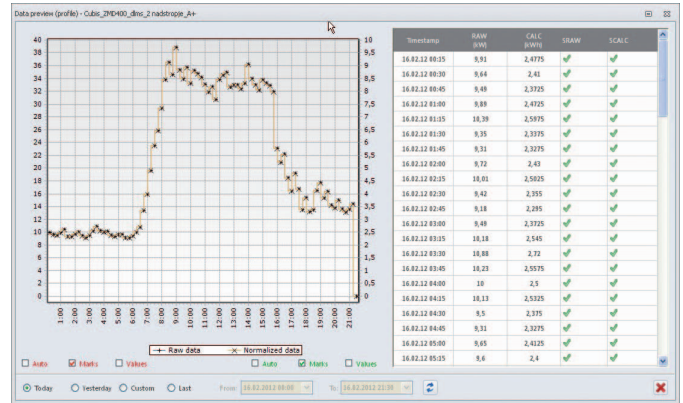 Data preview (profile) - Cubis_ZMD400_dlms_2 nadstropje_A+
40
38
36
34
32
30
28
26
24
22
20
18
16
14
12
10
8
6
4
2
0
10
9,5
9
8,5
8
7,5
7
6,5
6
5,5
5
4,5
4
3,5
3
2,5
2
1,5
1
0,5
0
1:00 2:00 3:00 4:00 5:00 6:00 7:00 8:00 9:00 10:00 11:00 12:00 13:00 14:00 15:00 16:00 17:00 18:00 19:00 20:00 21:00
Raw data Normalized data
Auto Marks Values Auto Marks Values
Timestamp RAW (kW) CALC (kWh) SRAW SCALC
16.02.12 00:15 9,91 2,4775
16.02.12 00:30 9,64 2,41
16.02.12 00:45 9,49 2,3725
16.02.12 01:00 9,89 2,4725
16.02.12 01:15 10,39 2,5975
16.02.12 01:30 9,35 2,3375
16.02.12 01:45 9,31 2,3275
16.02.12 02:00 9,72 2,43
16.02.12 02:15 10,01 2,5025
16.02.12 02:30 9,42 2,355
16.02.12 02:45 9,18 2,295
16.02.12 03:00 9,49 2,3725
16.02.12 03:15 10,18 2,545
16.02.12 03:30 10,88 2,72
16.02.12 03:45 10,23 2,5575
16.02.12 04:00 10 2,5
16.02.12 04:15 10,13 2,5325
16.02.12 04:30 9,5 2,375
16.02.12 04:45 9,31 2,3275
16.02.12 05:00 9,65 2,4125
16.02.12 05:15 9,6 2,4
Today Yesterday Custom Last From: 16.02.2012 00:00 To: 16.02.2012 21:30